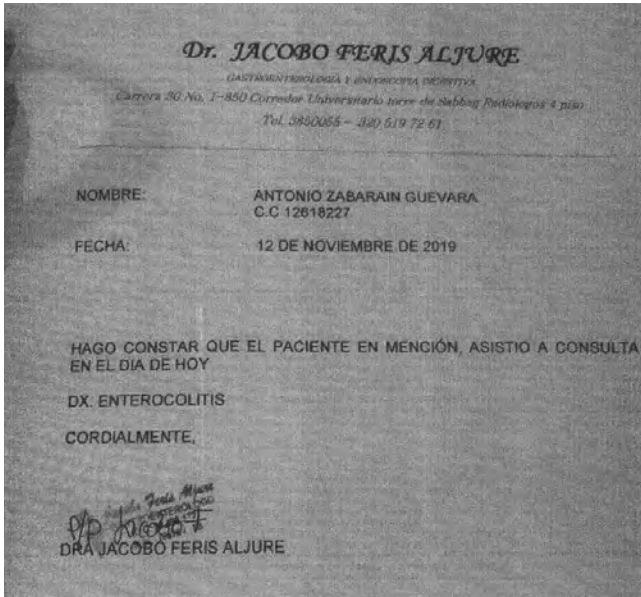 Dr. JACOBO FERIS ALJURE
GASTROENTEROLOGÍA Y ENDOSCOPIA DIGESTIVA
Carrera 30 No. 1-850 Corredor Universitario torre de Sabbag Radiologos 4 piso
Tel. 3850055 - 320 519 72 61
NOMBRE: ANTONIO ZABARAIN GUEVARA
C.C 12618227
FECHA: 12 DE NOVIEMBRE DE 2019
HAGO CONSTAR QUE EL PACIENTE EN MENCIÓN, ASISTIO A CONSULTA
EN EL DIA DE HOY
DX. ENTEROCOLITIS
CORDIALMENTE,
Feris Aljure
P/P Jacobo F
DRA JACOBO FERIS ALJURE